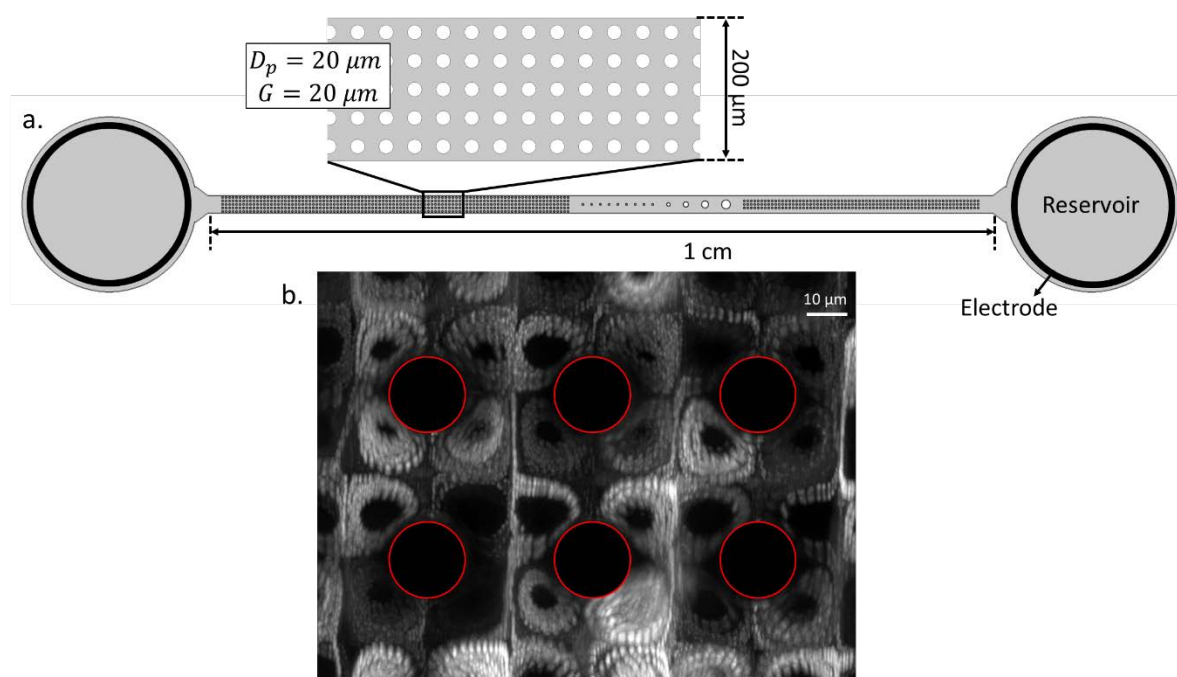 a.
D_p = 20 μm
G = 20 μm
200 μm
Reservoir
1 cm
Electrode
b.
10 μm